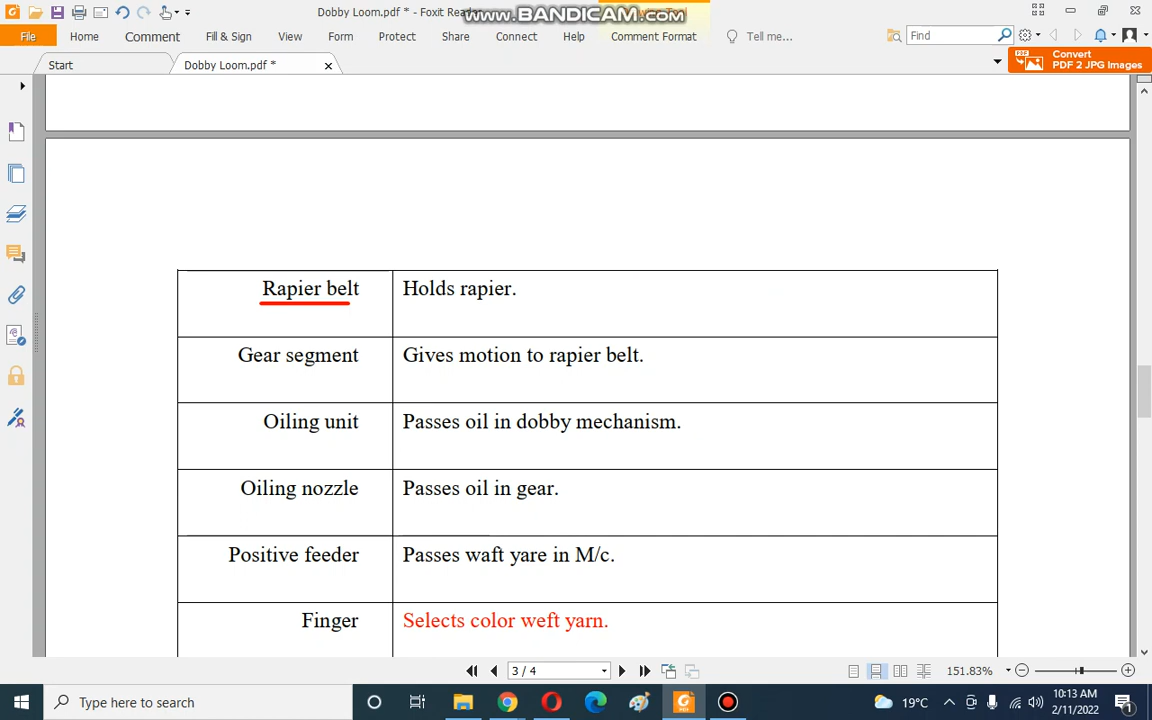 Dobby Loom.pdf * - Foxit Reader
www.BANDICAM.com
File Home Comment Fill & Sign View Form Protect Share Connect Help Comment Format Tell me... Find
Start Dobby Loom.pdf * Convert
PDF 2 JPG Images
Rapier belt Holds rapier.
Gear segment Gives motion to rapier belt.
Oiling unit Passes oil in dobby mechanism.
Oiling nozzle Passes oil in gear.
Positive feeder Passes waft yare in M/c.
Finger Selects color weft yarn.
3 / 4 151.83%
Type here to search 19°C 10:13 AM
2/11/2022 1